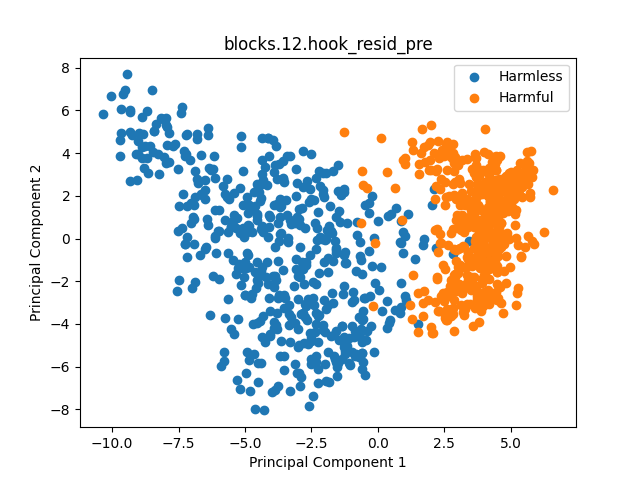 blocks.12.hook_resid_pre
Harmless
Harmful
8
6
4
2
0
−2
−4
−6
−8
Principal Component 2
−10.0 −7.5 −5.0 −2.5 0.0 2.5 5.0
Principal Component 1